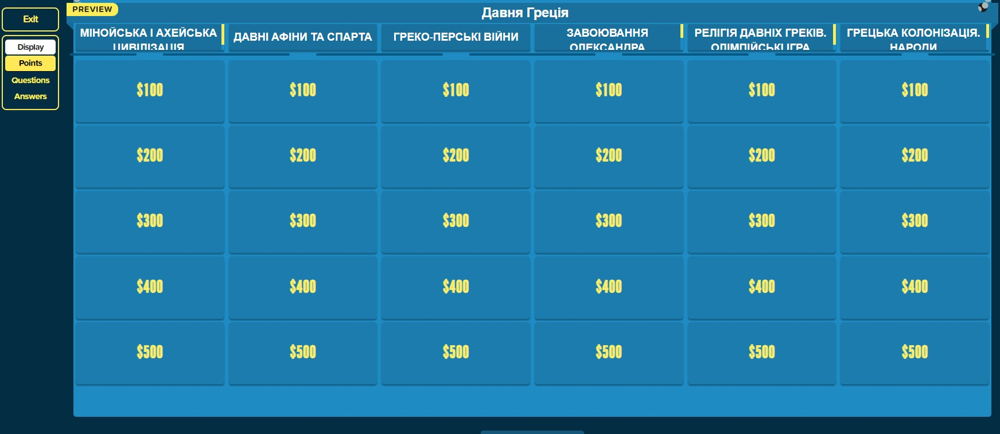 PREVIEW
Давня Греція
Exit
Display
Points
Questions
Answers
МІНОЙСЬКА І АХЕЙСЬКА
ЦИВІЛІЗАЦІЯ
ДАВНІ АФІНИ ТА СПАРТА
ГРЕКО-ПЕРСЬКІ ВІЙНИ
ЗАВОЮВАННЯ
ОЛЕКСАНДРА
РЕЛІГІЯ ДАВНІХ ГРЕКІВ.
ОЛІМПІЙСЬКІ ІГРА
ГРЕЦЬКА КОЛОНІЗАЦІЯ.
НАРОДИ
$100 $100 $100 $100 $100 $100
$200 $200 $200 $200 $200 $200
$300 $300 $300 $300 $300 $300
$400 $400 $400 $400 $400 $400
$500 $500 $500 $500 $500 $500